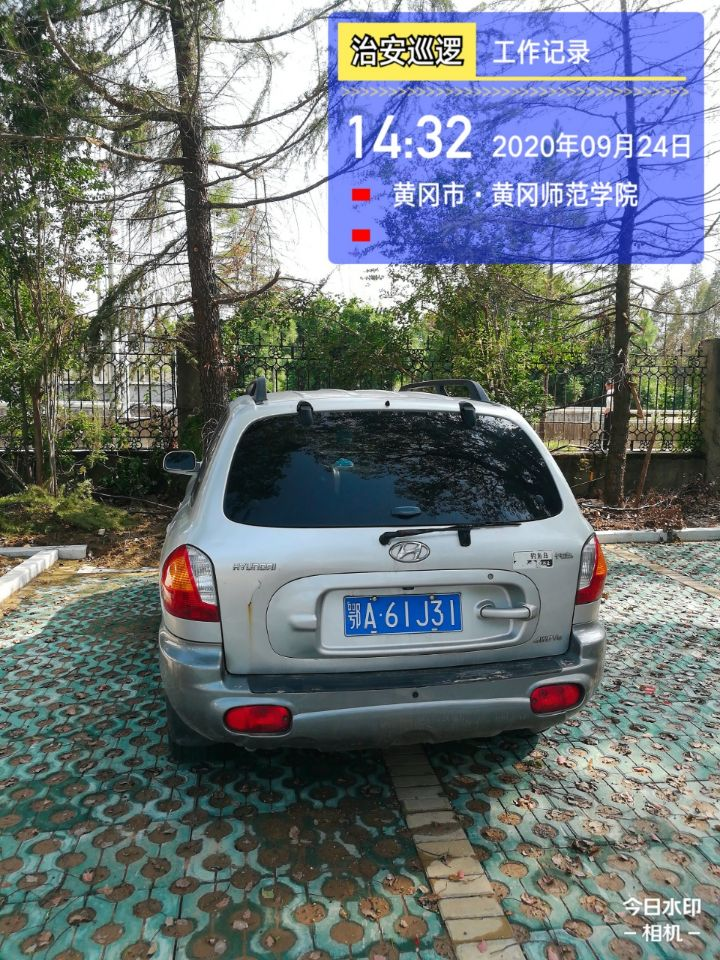 治安巡逻 工作记录
14:32 2020年09月24日
黄冈市·黄冈师范学院
HYUNDAI
鄂A·61J31
今日水印
-相机-